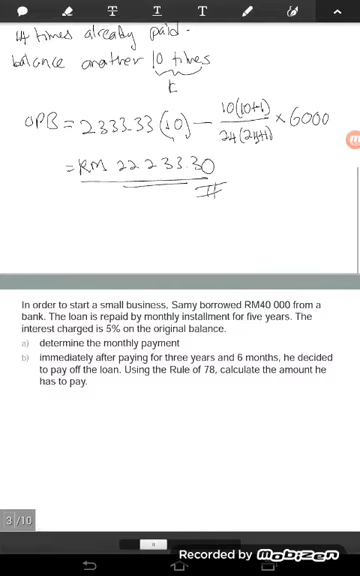 T T T
14 times already paid.
balance another 10 times
k
OPB = 2333.33 (10) - 10(10+1) / 24(24+1) × 6000
= RM 22 233.30
In order to start a small business, Samy borrowed RM40 000 from a
bank. The loan is repaid by monthly installment for five years. The
interest charged is 5% on the original balance.
a) determine the monthly payment
b) immediately after paying for three years and 6 months, he decided
to pay off the loan. Using the Rule of 78, calculate the amount he
has to pay.
3 /10
Recorded by mobizen